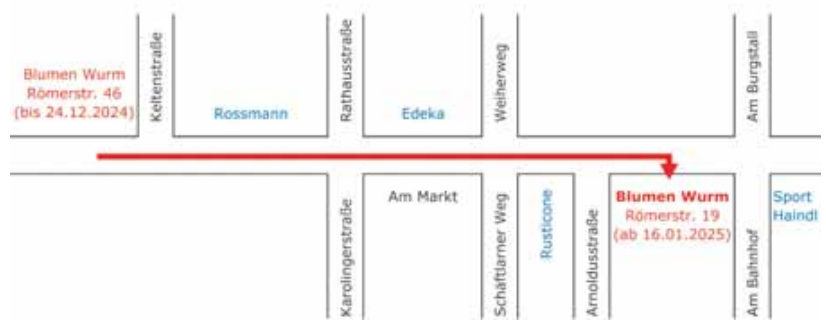 Blumen Wurm
Römerstr. 46
(bis 24.12.2024)
Keltenstraße
Rossmann
Rathausstraße
Edeka
Weiherweg
Am Burgstall
Karolingerstraße
Am Markt
Schäftlarner Weg
Rusticone
Arnoldusstraße
Blumen Wurm
Römerstr. 19
(ab 16.01.2025)
Am Bahnhof
Sport
Haindl